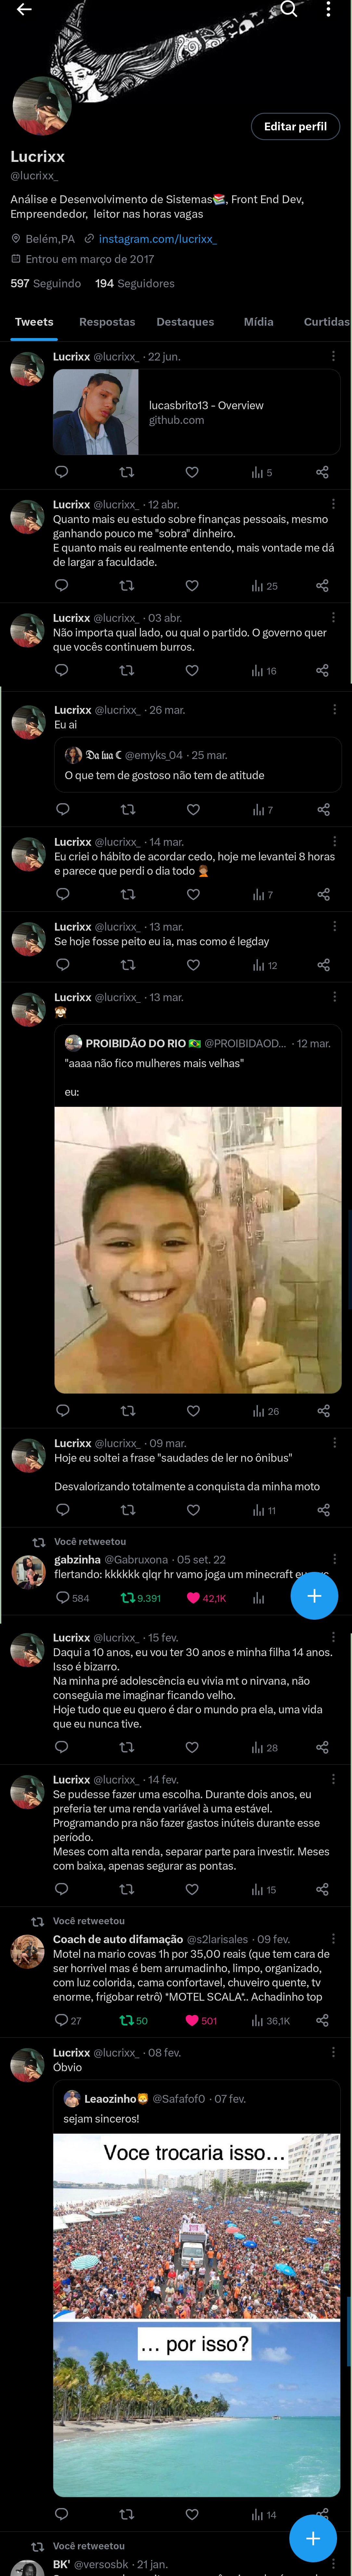 Editar perfil
Lucrixx
@lucrixx_
Análise e Desenvolvimento de Sistemas📚, Front End Dev,
Empreendedor, leitor nas horas vagas
Belém,PA instagram.com/lucrixx_
Entrou em março de 2017
597 Seguindo 194 Seguidores
Tweets Respostas Destaques Mídia Curtidas
Lucrixx @lucrixx_ · 22 jun.
lucasbrito13 - Overview
github.com
5
Lucrixx @lucrixx_ · 12 abr.
Quanto mais eu estudo sobre finanças pessoais, mesmo
ganhando pouco me "sobra" dinheiro.
E quanto mais eu realmente entendo, mais vontade me dá
de largar a faculdade.
25
Lucrixx @lucrixx_ · 03 abr.
Não importa qual lado, ou qual o partido. O governo quer
que vocês continuem burros.
16
Lucrixx @lucrixx_ · 26 mar.
Eu ai
Da lua ☾ @emyks_04 · 25 mar.
O que tem de gostoso não tem de atitude
7
Lucrixx @lucrixx_ · 14 mar.
Eu criei o hábito de acordar cedo, hoje me levantei 8 horas
e parece que perdi o dia todo 🤦🏾
7
Lucrixx @lucrixx_ · 13 mar.
Se hoje fosse peito eu ia, mas como é legday
12
Lucrixx @lucrixx_ · 13 mar.
PROIBIDÃO DO RIO 🇧🇷 @PROIBIDAOD... · 12 mar.
"aaaa não fico mulheres mais velhas"
eu:
26
Lucrixx @lucrixx_ · 09 mar.
Hoje eu soltei a frase "saudades de ler no ônibus"
Desvalorizando totalmente a conquista da minha moto
11
Você retweetou
gabzinha @Gabruxona · 05 set. 22
flertando: kkkkkk qlqr hr vamo joga um minecraft
584 9.391 42,1K
Lucrixx @lucrixx_ · 15 fev.
Daqui a 10 anos, eu vou ter 30 anos e minha filha 14 anos.
Isso é bizarro.
Na minha pré adolescência eu vivia mt o nirvana, não
conseguia me imaginar ficando velho.
Hoje tudo que eu quero é dar o mundo pra ela, uma vida
que eu nunca tive.
28
Lucrixx @lucrixx_ · 14 fev.
Se pudesse fazer uma escolha. Durante dois anos, eu
preferia ter uma renda variável à uma estável.
Programando pra não fazer gastos inúteis durante esse
período.
Meses com alta renda, separar parte para investir. Meses
com baixa, apenas segurar as pontas.
15
Você retweetou
Coach de auto difamação @s2larisales · 09 fev.
Motel na mario covas 1h por 35,00 reais (que tem cara de
ser horrivel mas é bem arrumadinho, limpo, organizado,
com luz colorida, cama confortavel, chuveiro quente, tv
enorme, frigobar retrô) *MOTEL SCALA*.. Achadinho top
27 50 501 36,1K
Lucrixx @lucrixx_ · 08 fev.
Óbvio
Leaozinho🦁 @Safafof0 · 07 fev.
sejam sinceros!
Voce trocaria isso...
... por isso?
14
Você retweetou
BK' @versosbk · 21 jan.